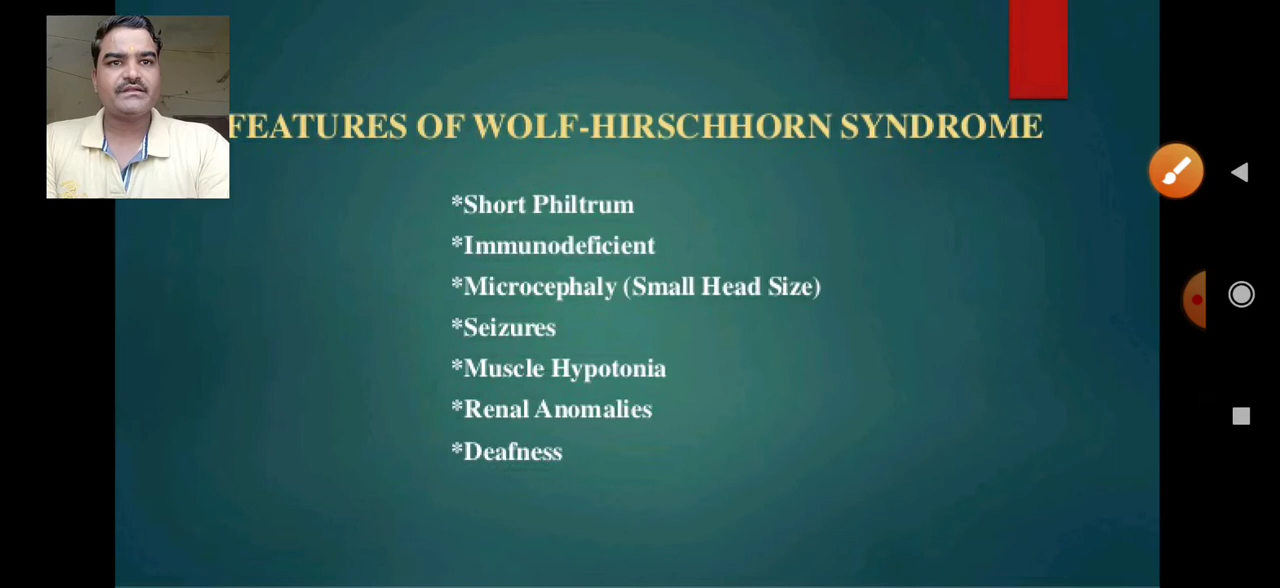 FEATURES OF WOLF-HIRSCHHORN SYNDROME
*Short Philtrum
*Immunodeficient
*Microcephaly (Small Head Size)
*Seizures
*Muscle Hypotonia
*Renal Anomalies
*Deafness